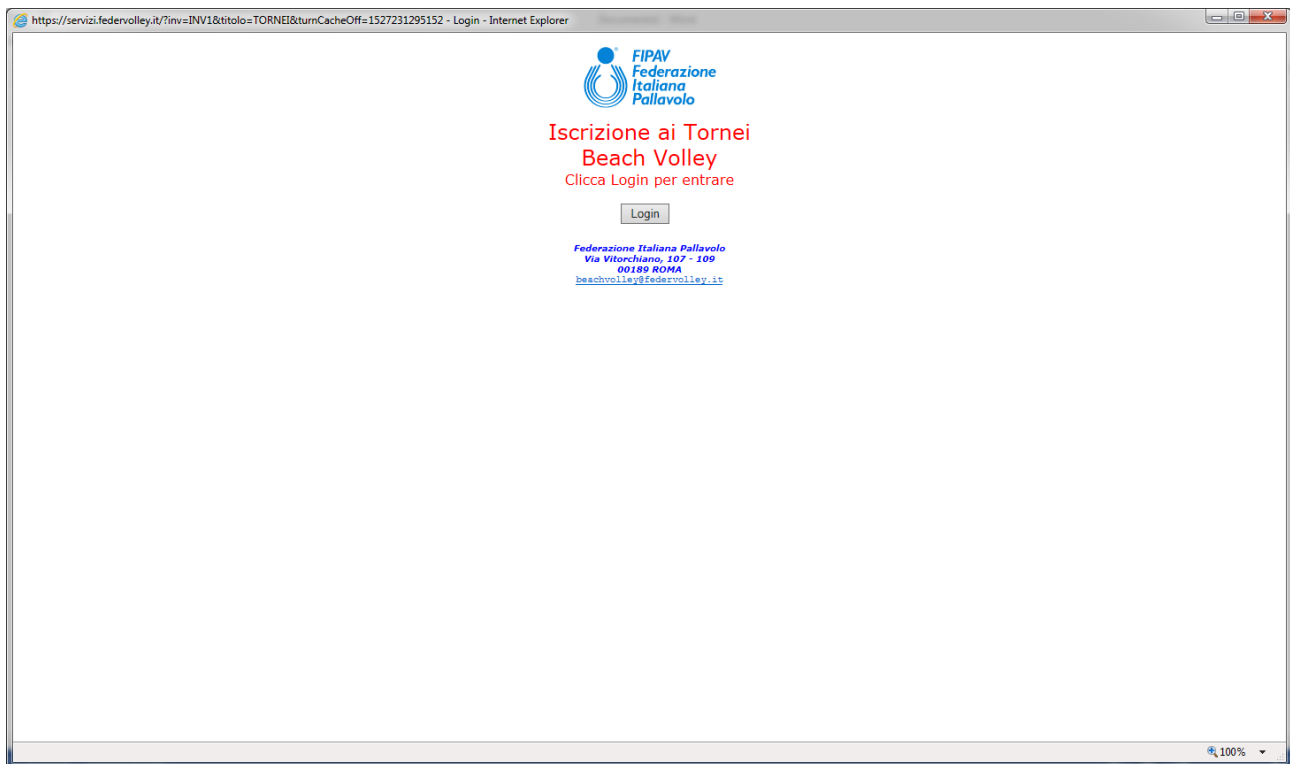 https://servizi.federvolley.it/?inv=INV1&titolo=TORNEI&turnCacheOff=1527231295152 - Login - Internet Explorer
FIPAV
Federazione
Italiana
Pallavolo
Iscrizione ai Tornei
Beach Volley
Clicca Login per entrare
Login
Federazione Italiana Pallavolo
Via Vitorchiano, 107 - 109
00189 ROMA
beachvolley@federvolley.it
100%